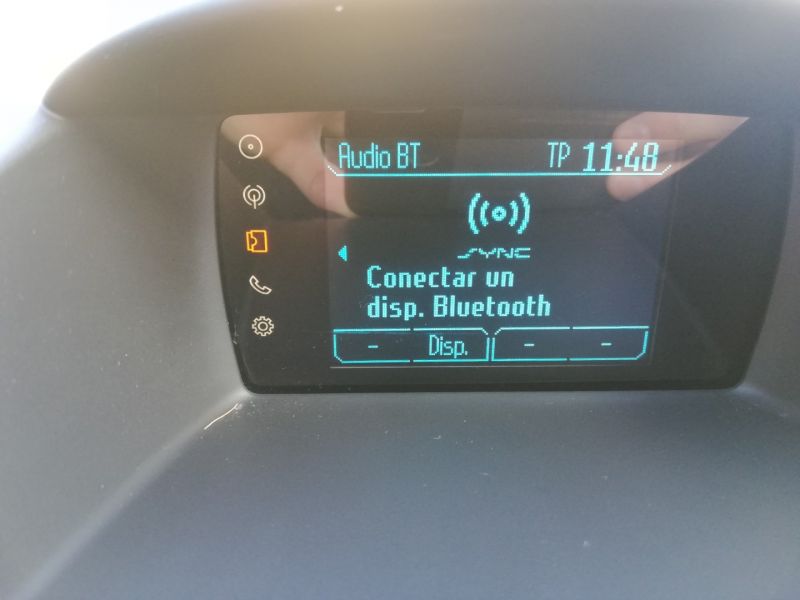 Audio BT TP 11:48
SYNC
Conectar un
disp. Bluetooth
- Disp. - -